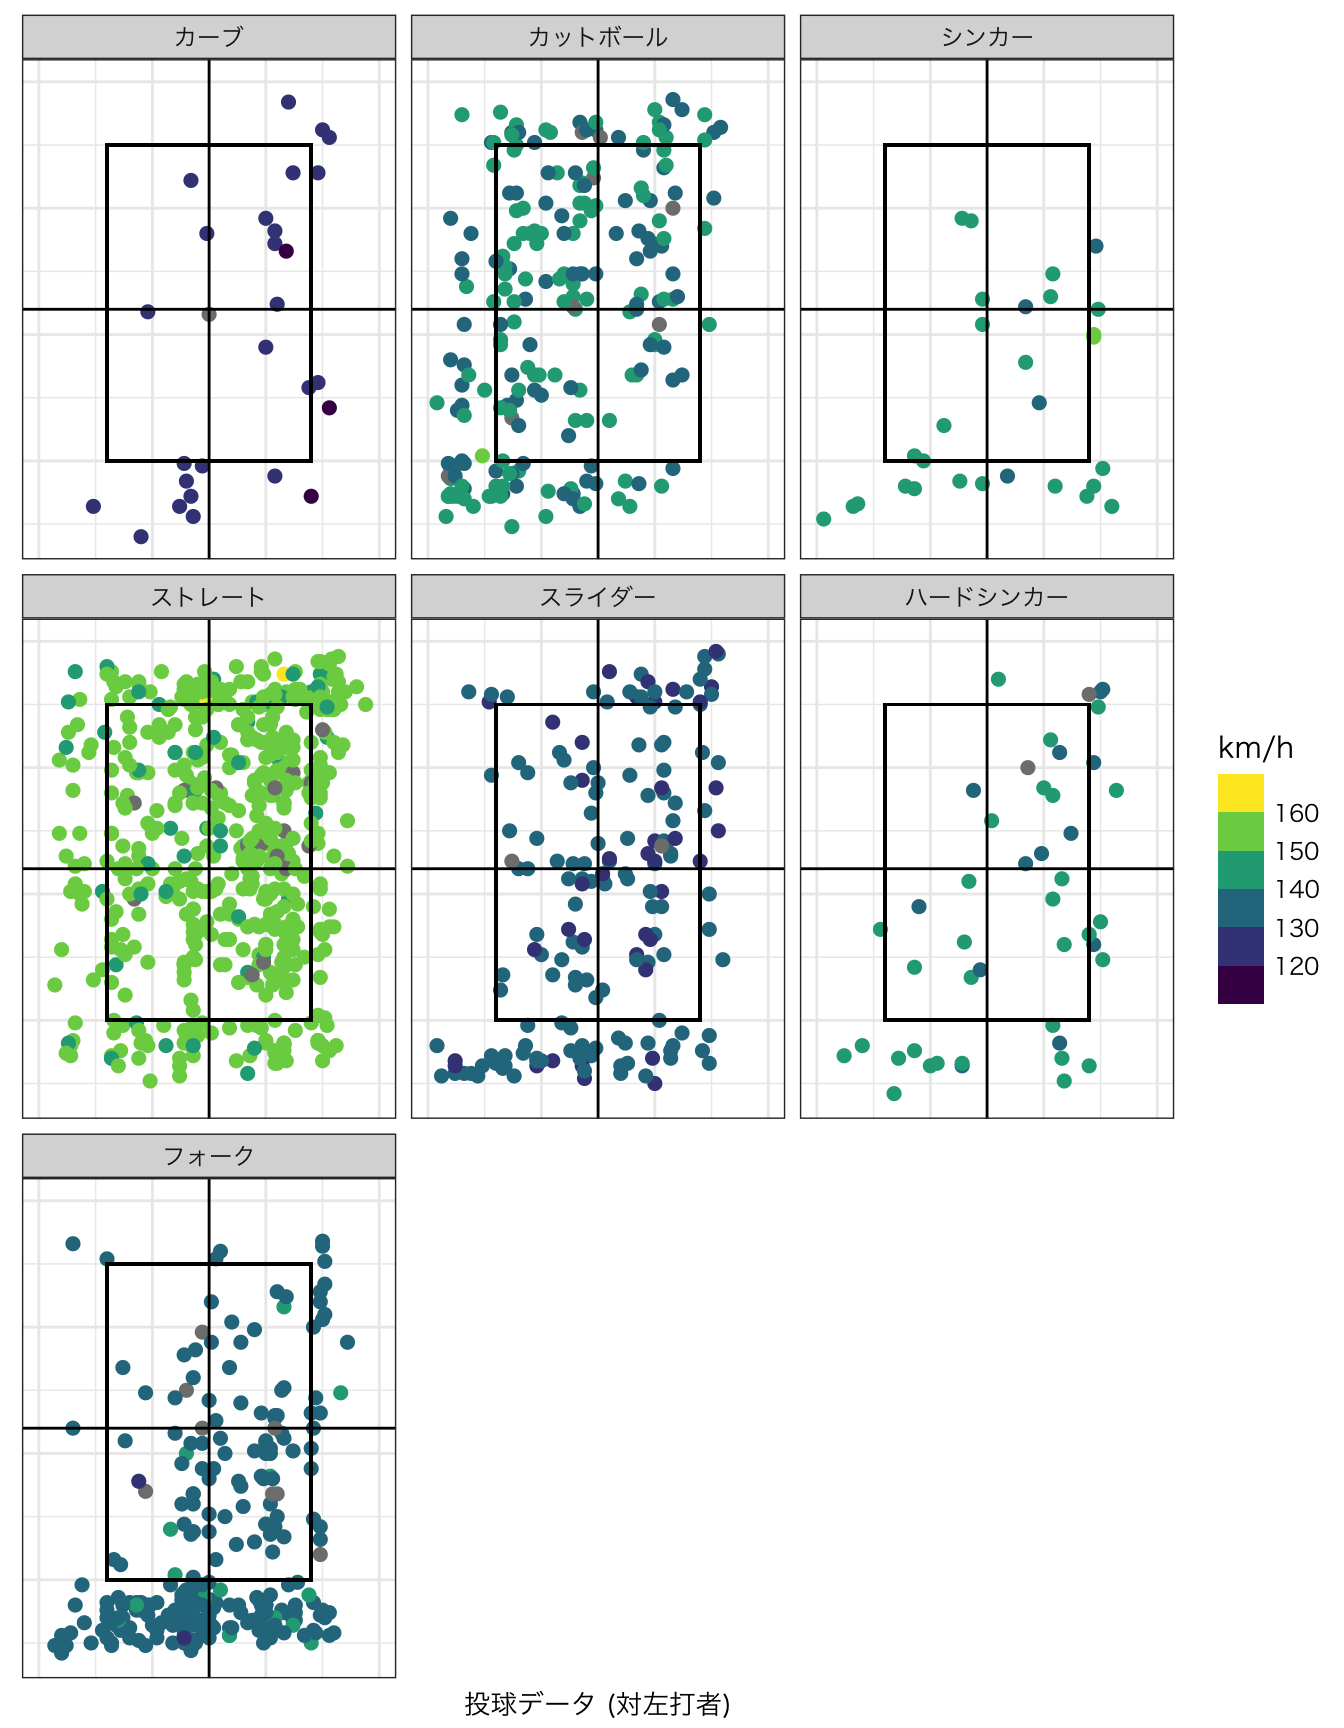 カーブ
カットボール
シンカー
ストレート
スライダー
ハードシンカー
フォーク
km/h
160
150
140
130
120
投球データ (対左打者)